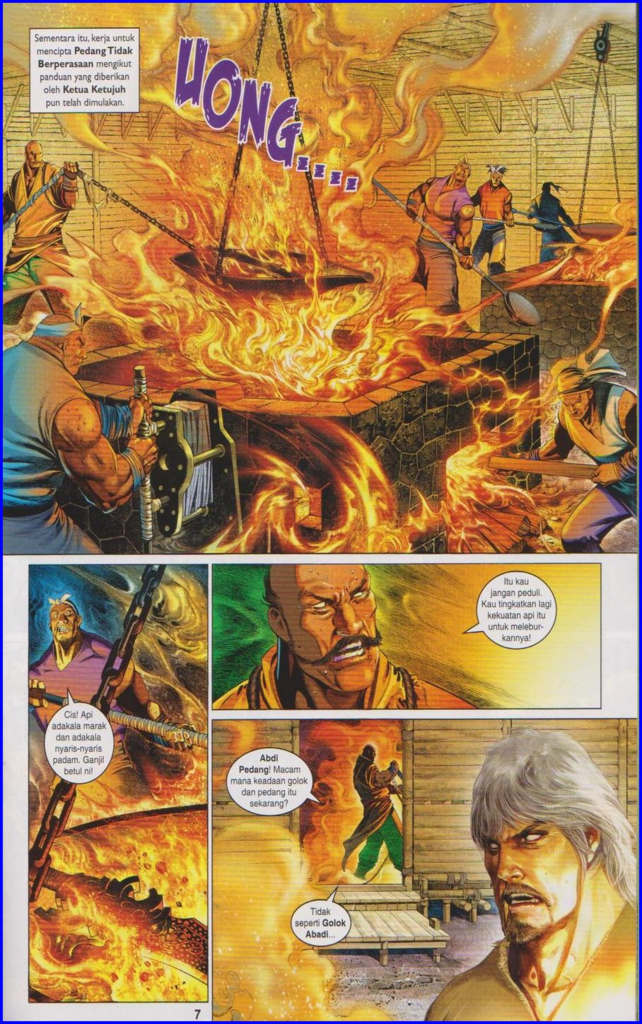 Sementara itu, kerja untuk
mencipta Pedang Tidak
Berperasaan mengikut
panduan yang diberikan
oleh Ketua Ketujuh
pun telah dimulakan.
UONG....
zzzz
Itu kau
jangan peduli.
Kau tingkatkan lagi
kekuatan api itu
untuk melebur-
kannya!
Cis! Api
adakala marak
dan adakala
nyaris-nyaris
padam. Ganjil
betul ni!
Abdi
Pedang! Macam
mana keadaan golok
dan pedang itu
sekarang?
Tidak
seperti Golok
Abadi...
7